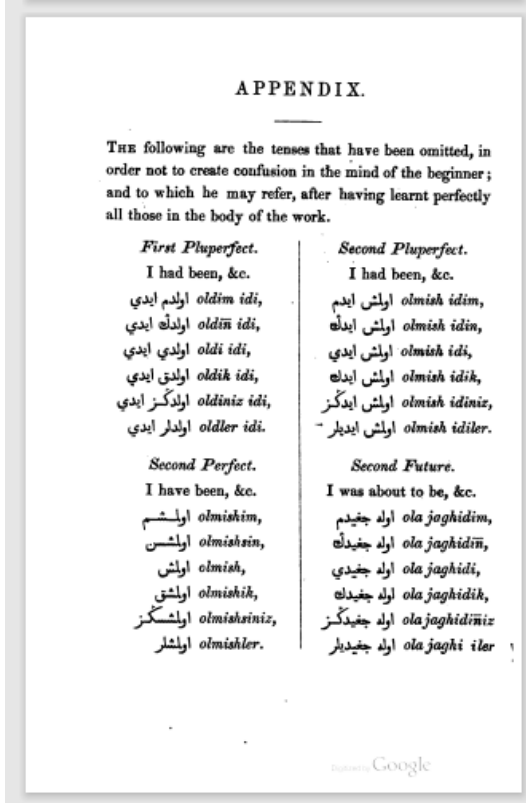 APPENDIX.
THE following are the tenses that have been omitted, in
order not to create confusion in the mind of the beginner;
and to which he may refer, after having learnt perfectly
all those in the body of the work.
First Pluperfect.
I had been, &c.
اولدم ايدي oldim idi,
اولدڭ ايدي oldin̄ idi,
اولدي ايدي oldi idi,
اولدق ايدي oldik idi,
اولدڭز ايدي oldiniz idi,
اولدلر ايدي oldler idi.
Second Perfect.
I have been, &c.
اولمشم olmishim,
اولمشسن olmishsin,
اولمش olmish,
اولمشق olmishik,
اولمشسڭز olmishsiniz,
اولمشلر olmishler.
Second Pluperfect.
I had been, &c.
اولمش ايدم olmish idim,
اولمش ايدڭ olmish idin,
اولمش ايدي olmish idi,
اولمش ايدك olmish idik,
اولمش ايدڭز olmish idiniz,
اولمش ايديلر olmish idiler.
Second Future.
I was about to be, &c.
اوله جغيدم ola jaghidim,
اوله جغيدڭ ola jaghidin̄,
اوله جغيدي ola jaghidi,
اوله جغيدك ola jaghidik,
اوله جغيدڭز ola jaghidin̄iz
اوله جغيديلر ola jaghi iler
Digitized by Google